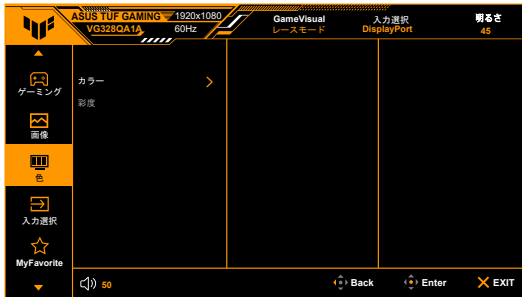 ASUS TUF GAMING 1920x1080
VG328QA1A 60Hz
GameVisual
レースモード
入力選択
DisplayPort
明るさ
45
ゲーミング
画像
色
入力選択
MyFavorite
カラー
彩度
50
Back
Enter
EXIT